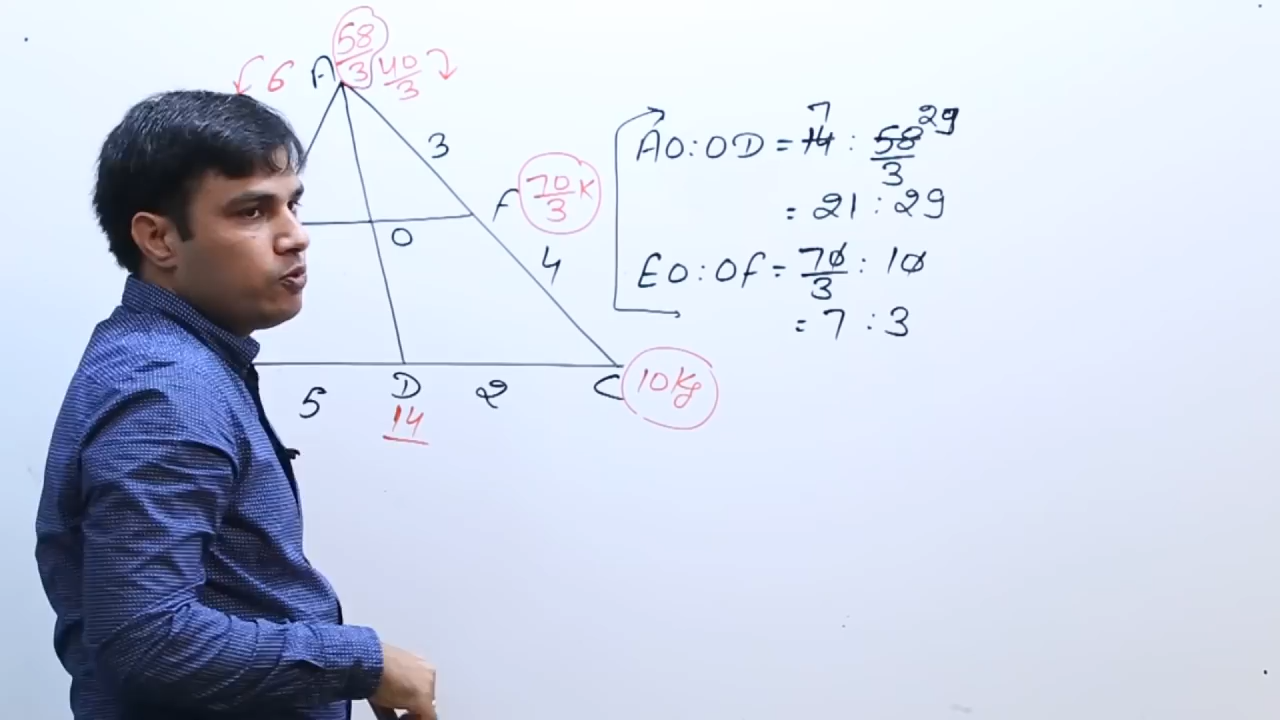 58/3
6 A 40/3
3
F 70/3 K
O
4
5 D 2 C 10 Kg
14
7 29
AO:OD = 14 : 58/3
= 21 : 29
EO:OF = 70/3 : 10
= 7 : 3